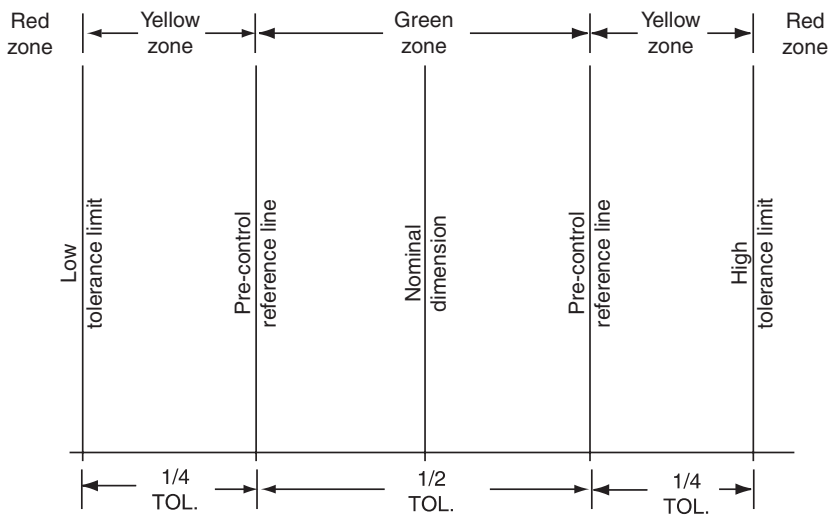 Red
zone
Yellow
zone
Green
zone
Yellow
zone
Red
zone
Low
tolerance limit
Pre-control
reference line
Nominal
dimension
Pre-control
reference line
High
tolerance limit
1/4
TOL.
1/2
TOL.
1/4
TOL.